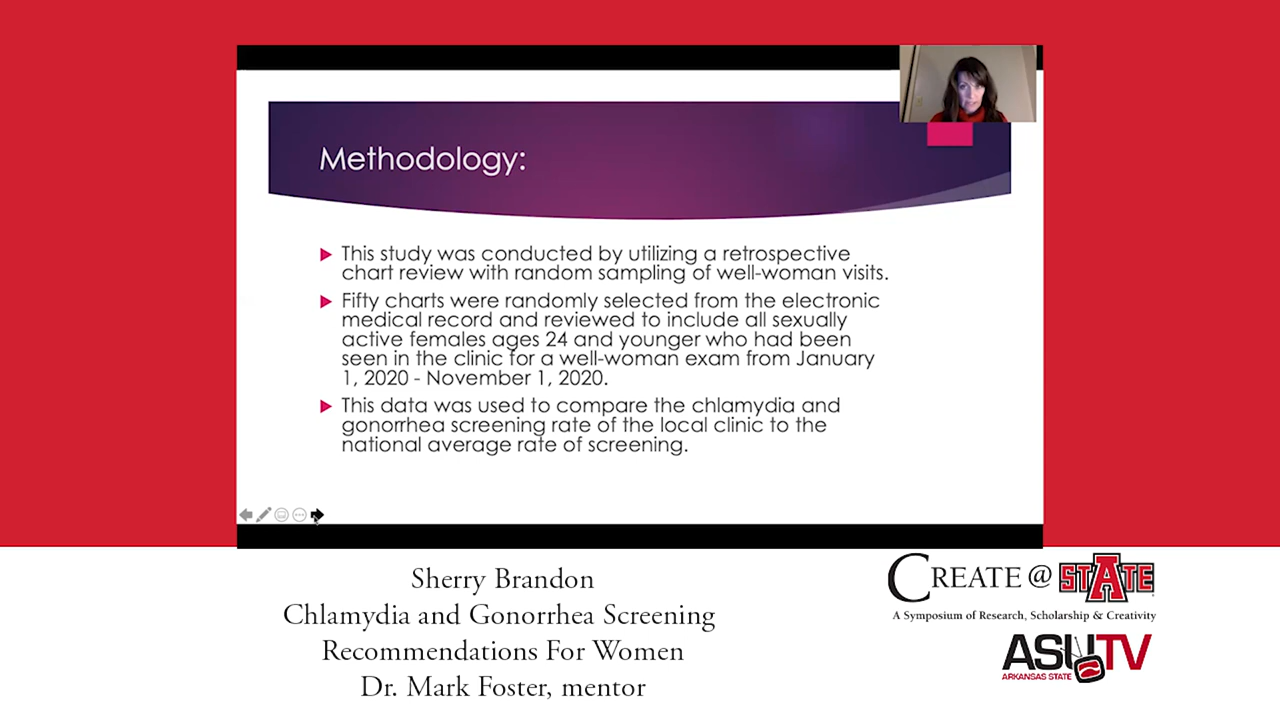 Methodology:
This study was conducted by utilizing a retrospective
chart review with random sampling of well-woman visits.
Fifty charts were randomly selected from the electronic
medical record and reviewed to include all sexually
active females ages 24 and younger who had been
seen in the clinic for a well-woman exam from January
1, 2020 - November 1, 2020.
This data was used to compare the chlamydia and
gonorrhea screening rate of the local clinic to the
national average rate of screening.
Sherry Brandon
Chlamydia and Gonorrhea Screening
Recommendations For Women
Dr. Mark Foster, mentor
CREATE @ STATE
A Symposium of Research, Scholarship & Creativity
ASUTV
ARKANSAS STATE